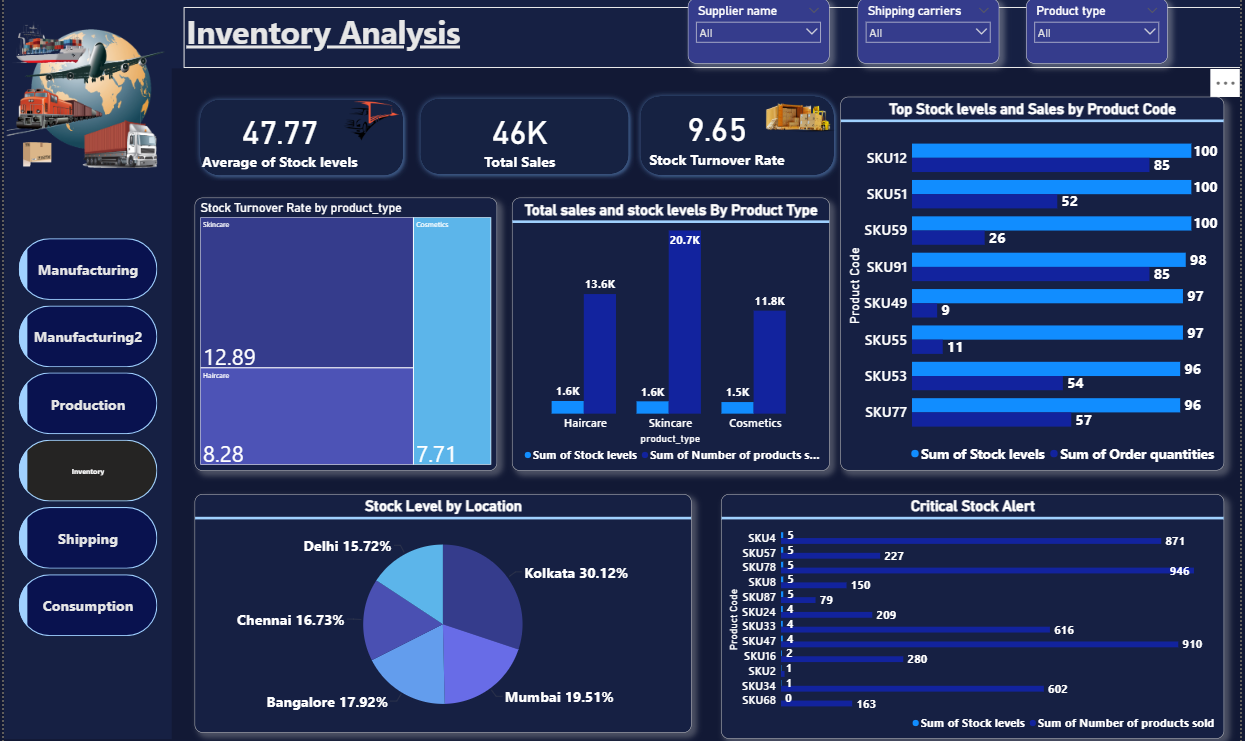 Inventory Analysis
Supplier name
All
Shipping carriers
All
Product type
All
47.77
Average of Stock levels
46K
Total Sales
9.65
Stock Turnover Rate
Manufacturing
Manufacturing2
Production
Inventory
Shipping
Consumption
Stock Turnover Rate by product_type
Skincare
12.89
Haircare
8.28
Cosmetics
7.71
Total sales and stock levels By Product Type
1.6K
13.6K
1.6K
20.7K
1.5K
11.8K
Haircare
Skincare
Cosmetics
product_type
Sum of Stock levels
Sum of Number of products s...
Top Stock levels and Sales by Product Code
Product Code
SKU12
100
85
SKU51
100
52
SKU59
100
26
SKU91
98
85
SKU49
97
9
SKU55
97
11
SKU53
96
54
SKU77
96
57
Sum of Stock levels
Sum of Order quantities
Stock Level by Location
Delhi 15.72%
Kolkata 30.12%
Chennai 16.73%
Bangalore 17.92%
Mumbai 19.51%
Critical Stock Alert
Product Code
SKU4 5 871
SKU57 5 227
SKU78 5 946
SKU8 5 150
SKU87 5 79
SKU24 4 209
SKU33 4 616
SKU47 4 910
SKU16 2 280
SKU2 1
SKU34 1 602
SKU68 0 163
Sum of Stock levels
Sum of Number of products sold